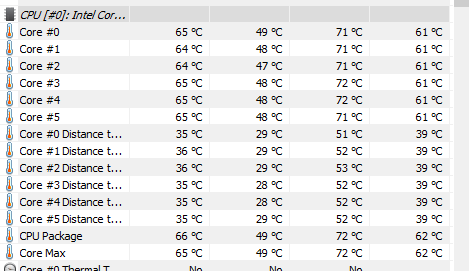 CPU [#0]: Intel Cor...
Core #0 65 °C 49 °C 71 °C 61 °C
Core #1 64 °C 48 °C 71 °C 61 °C
Core #2 64 °C 47 °C 71 °C 61 °C
Core #3 65 °C 48 °C 72 °C 61 °C
Core #4 65 °C 48 °C 72 °C 61 °C
Core #5 65 °C 48 °C 71 °C 61 °C
Core #0 Distance t... 35 °C 29 °C 51 °C 39 °C
Core #1 Distance t... 36 °C 29 °C 52 °C 39 °C
Core #2 Distance t... 36 °C 29 °C 53 °C 39 °C
Core #3 Distance t... 35 °C 28 °C 52 °C 39 °C
Core #4 Distance t... 35 °C 28 °C 52 °C 39 °C
Core #5 Distance t... 35 °C 29 °C 52 °C 39 °C
CPU Package 66 °C 49 °C 72 °C 62 °C
Core Max 65 °C 49 °C 72 °C 62 °C
Core #0 Thermal T... No No No